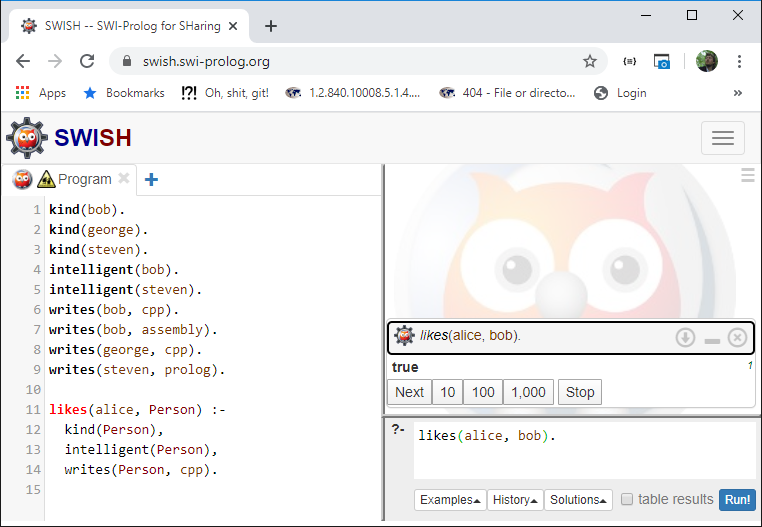 SWISH -- SWI-Prolog for SHaring
swish.swi-prolog.org
Apps Bookmarks Oh, shit, git! 1.2.840.10008.5.1.4.... 404 - File or directo... Login »
SWISH
Program
1 kind(bob).
2 kind(george).
3 kind(steven).
4 intelligent(bob).
5 intelligent(steven).
6 writes(bob, cpp).
7 writes(bob, assembly).
8 writes(george, cpp).
9 writes(steven, prolog).
10
11 likes(alice, Person) :-
12   kind(Person),
13   intelligent(Person),
14   writes(Person, cpp).
15
likes(alice, bob).
true 1
Next 10 100 1,000 Stop
?- likes(alice, bob).
Examples History Solutions table results Run!